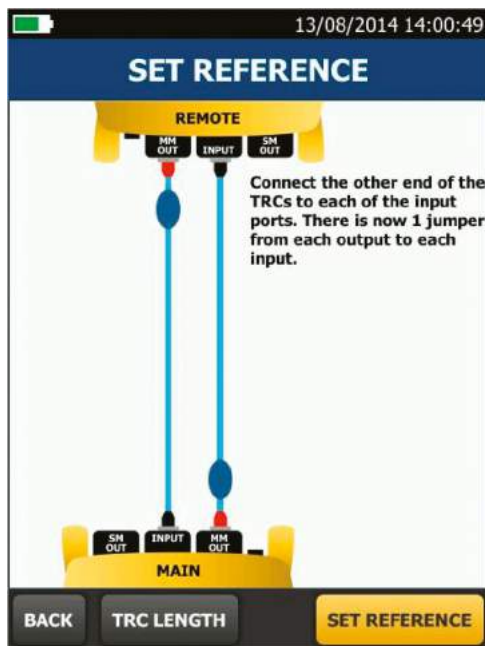 13/08/2014 14:00:49
SET REFERENCE
REMOTE
MM
OUT
INPUT
SM
OUT
Connect the other end of the
TRCs to each of the input
ports. There is now 1 jumper
from each output to each
input.
SM
OUT
INPUT
MM
OUT
MAIN
BACK
TRC LENGTH
SET REFERENCE